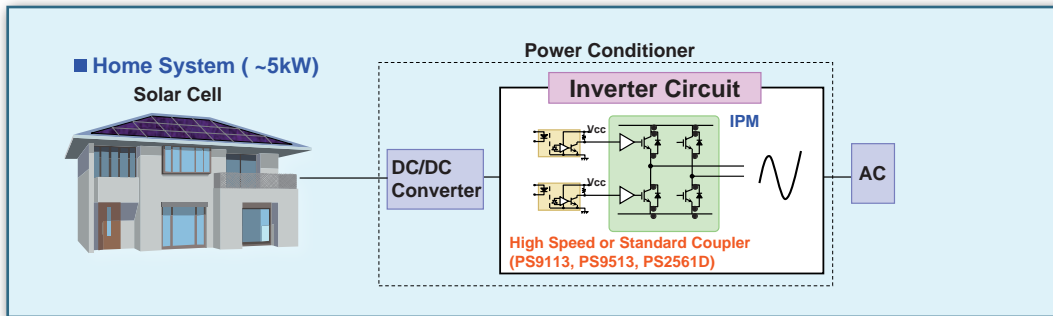 Power Conditioner
■ Home System ( ~5kW)
Solar Cell
Inverter Circuit
IPM
Vcc
DC/DC
Converter
AC
Vcc
High Speed or Standard Coupler
(PS9113, PS9513, PS2561D)